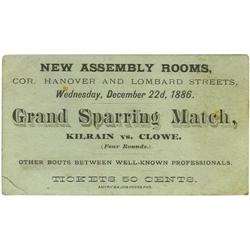 NEW ASSEMBLY ROOMS,
COR. HANOVER AND LOMBARD STREETS,
Wednesday, December 22d, 1886.
Grand Sparring Match,
KILRAIN vs. CLOWE.
(Four Rounds.)
OTHER BOUTS BETWEEN WELL-KNOWN PROFESSIONALS.
TICKETS 50 CENTS.